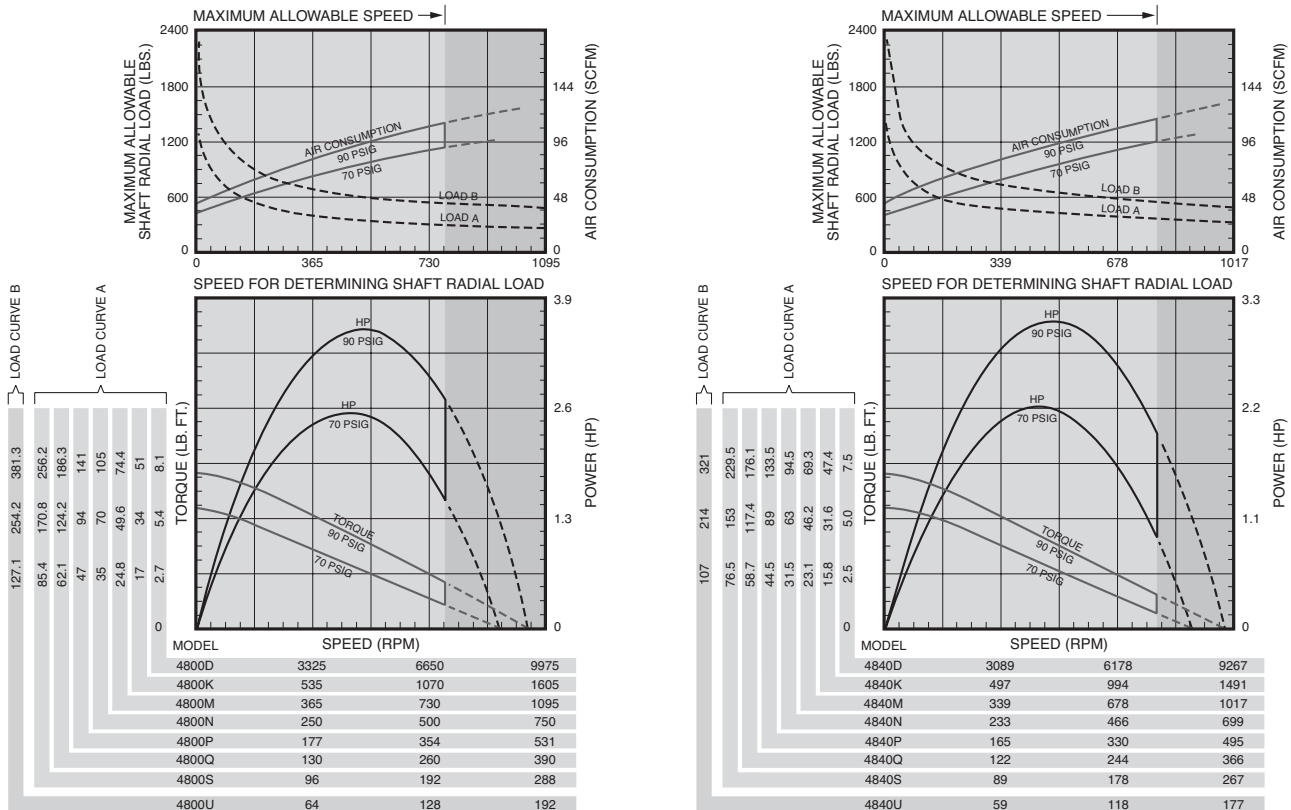 MAXIMUM ALLOWABLE SPEED
2400
1800
1200
600
0
MAXIMUM ALLOWABLE
SHAFT RADIAL LOAD (LBS.)
AIR CONSUMPTION
90 PSIG
70 PSIG
LOAD B
LOAD A
144
96
48
0
AIR CONSUMPTION (SCFM)
0 365 730 1095
SPEED FOR DETERMINING SHAFT RADIAL LOAD
LOAD CURVE B
LOAD CURVE A
381.3 256.2 186.3 141 105 74.4 51 8.1
254.2 170.8 124.2 94 70 49.6 34 5.4
127.1 85.4 62.1 47 35 24.8 17 2.7
0
TORQUE (LB. FT.)
HP
90 PSIG
HP
70 PSIG
TORQUE
90 PSIG
70 PSIG
3.9
2.6
1.3
0
POWER (HP)
MODEL SPEED (RPM)
4800D 3325 6650 9975
4800K 535 1070 1605
4800M 365 730 1095
4800N 250 500 750
4800P 177 354 531
4800Q 130 260 390
4800S 96 192 288
4800U 64 128 192
MAXIMUM ALLOWABLE SPEED
2400
1800
1200
600
0
MAXIMUM ALLOWABLE
SHAFT RADIAL LOAD (LBS.)
AIR CONSUMPTION
90 PSIG
70 PSIG
LOAD B
LOAD A
144
96
48
0
AIR CONSUMPTION (SCFM)
0 339 678 1017
SPEED FOR DETERMINING SHAFT RADIAL LOAD
LOAD CURVE B
LOAD CURVE A
321 229.5 176.1 133.5 94.5 69.3 47.4 7.5
214 153 117.4 89 63 46.2 31.6 5.0
107 76.5 58.7 44.5 31.5 23.1 15.8 2.5
0
TORQUE (LB. FT.)
HP
90 PSIG
HP
70 PSIG
TORQUE
90 PSIG
70 PSIG
3.3
2.2
1.1
0
POWER (HP)
MODEL SPEED (RPM)
4840D 3089 6178 9267
4840K 497 994 1491
4840M 339 678 1017
4840N 233 466 699
4840P 165 330 495
4840Q 122 244 366
4840S 89 178 267
4840U 59 118 177